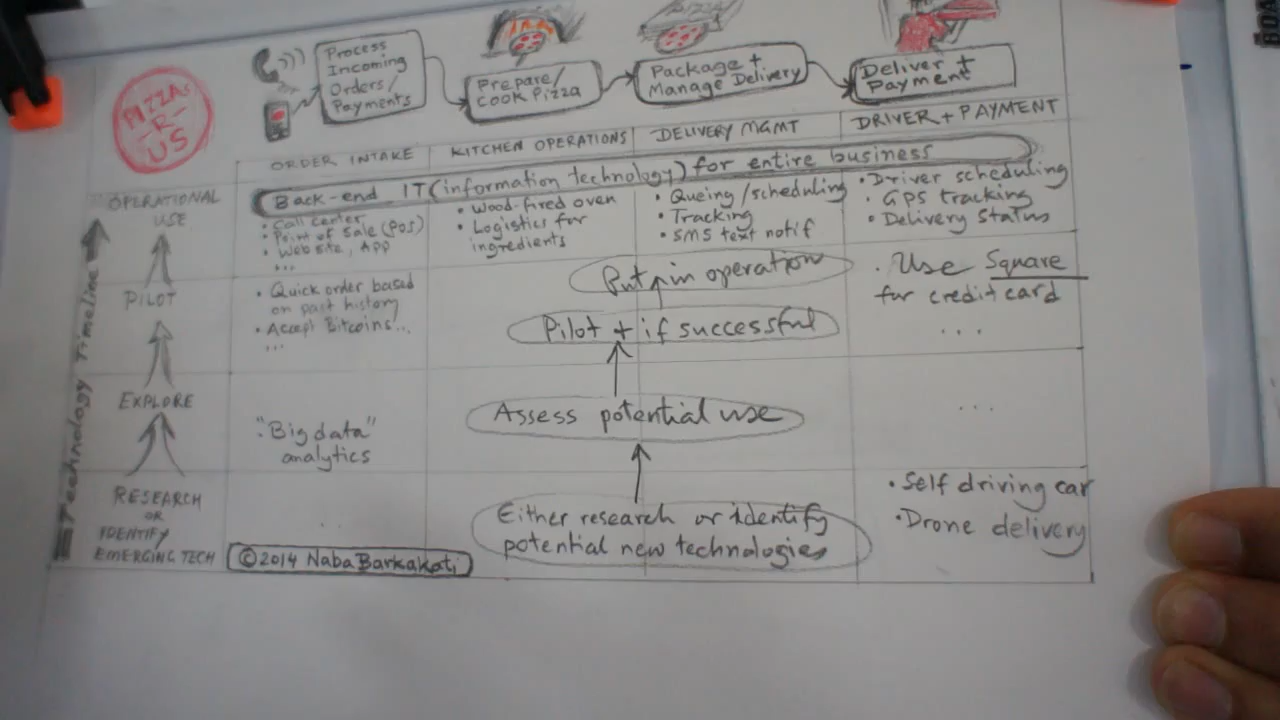 PIZZAS
-R-
US
Process
Incoming
Orders/
Payments
Prepare/
Cook Pizza
Package +
Manage Delivery
Deliver +
Payment
ORDER INTAKE
KITCHEN OPERATIONS
DELIVERY MGMT
DRIVER + PAYMENT
Back-end IT (information technology) for entire business
Technology Timeline
OPERATIONAL
USE
• Call Center
• Point of Sale (POS)
• Web site, App
...
• Wood-fired oven
• Logistics for
ingredients
• Queing/scheduling
• Tracking
• SMS text notif
• Driver scheduling
• GPS tracking
• Delivery Status
PILOT
• Quick order based
on past history
• Accept Bitcoins...
...
Put in operation
Pilot + if successful
• Use Square
for credit card
...
EXPLORE
"Big data"
analytics
Assess potential use
...
RESEARCH
OR
IDENTIFY
EMERGING TECH
Either research or identify
potential new technologies
• Self driving car
• Drone delivery
©2014 Naba Barkakati